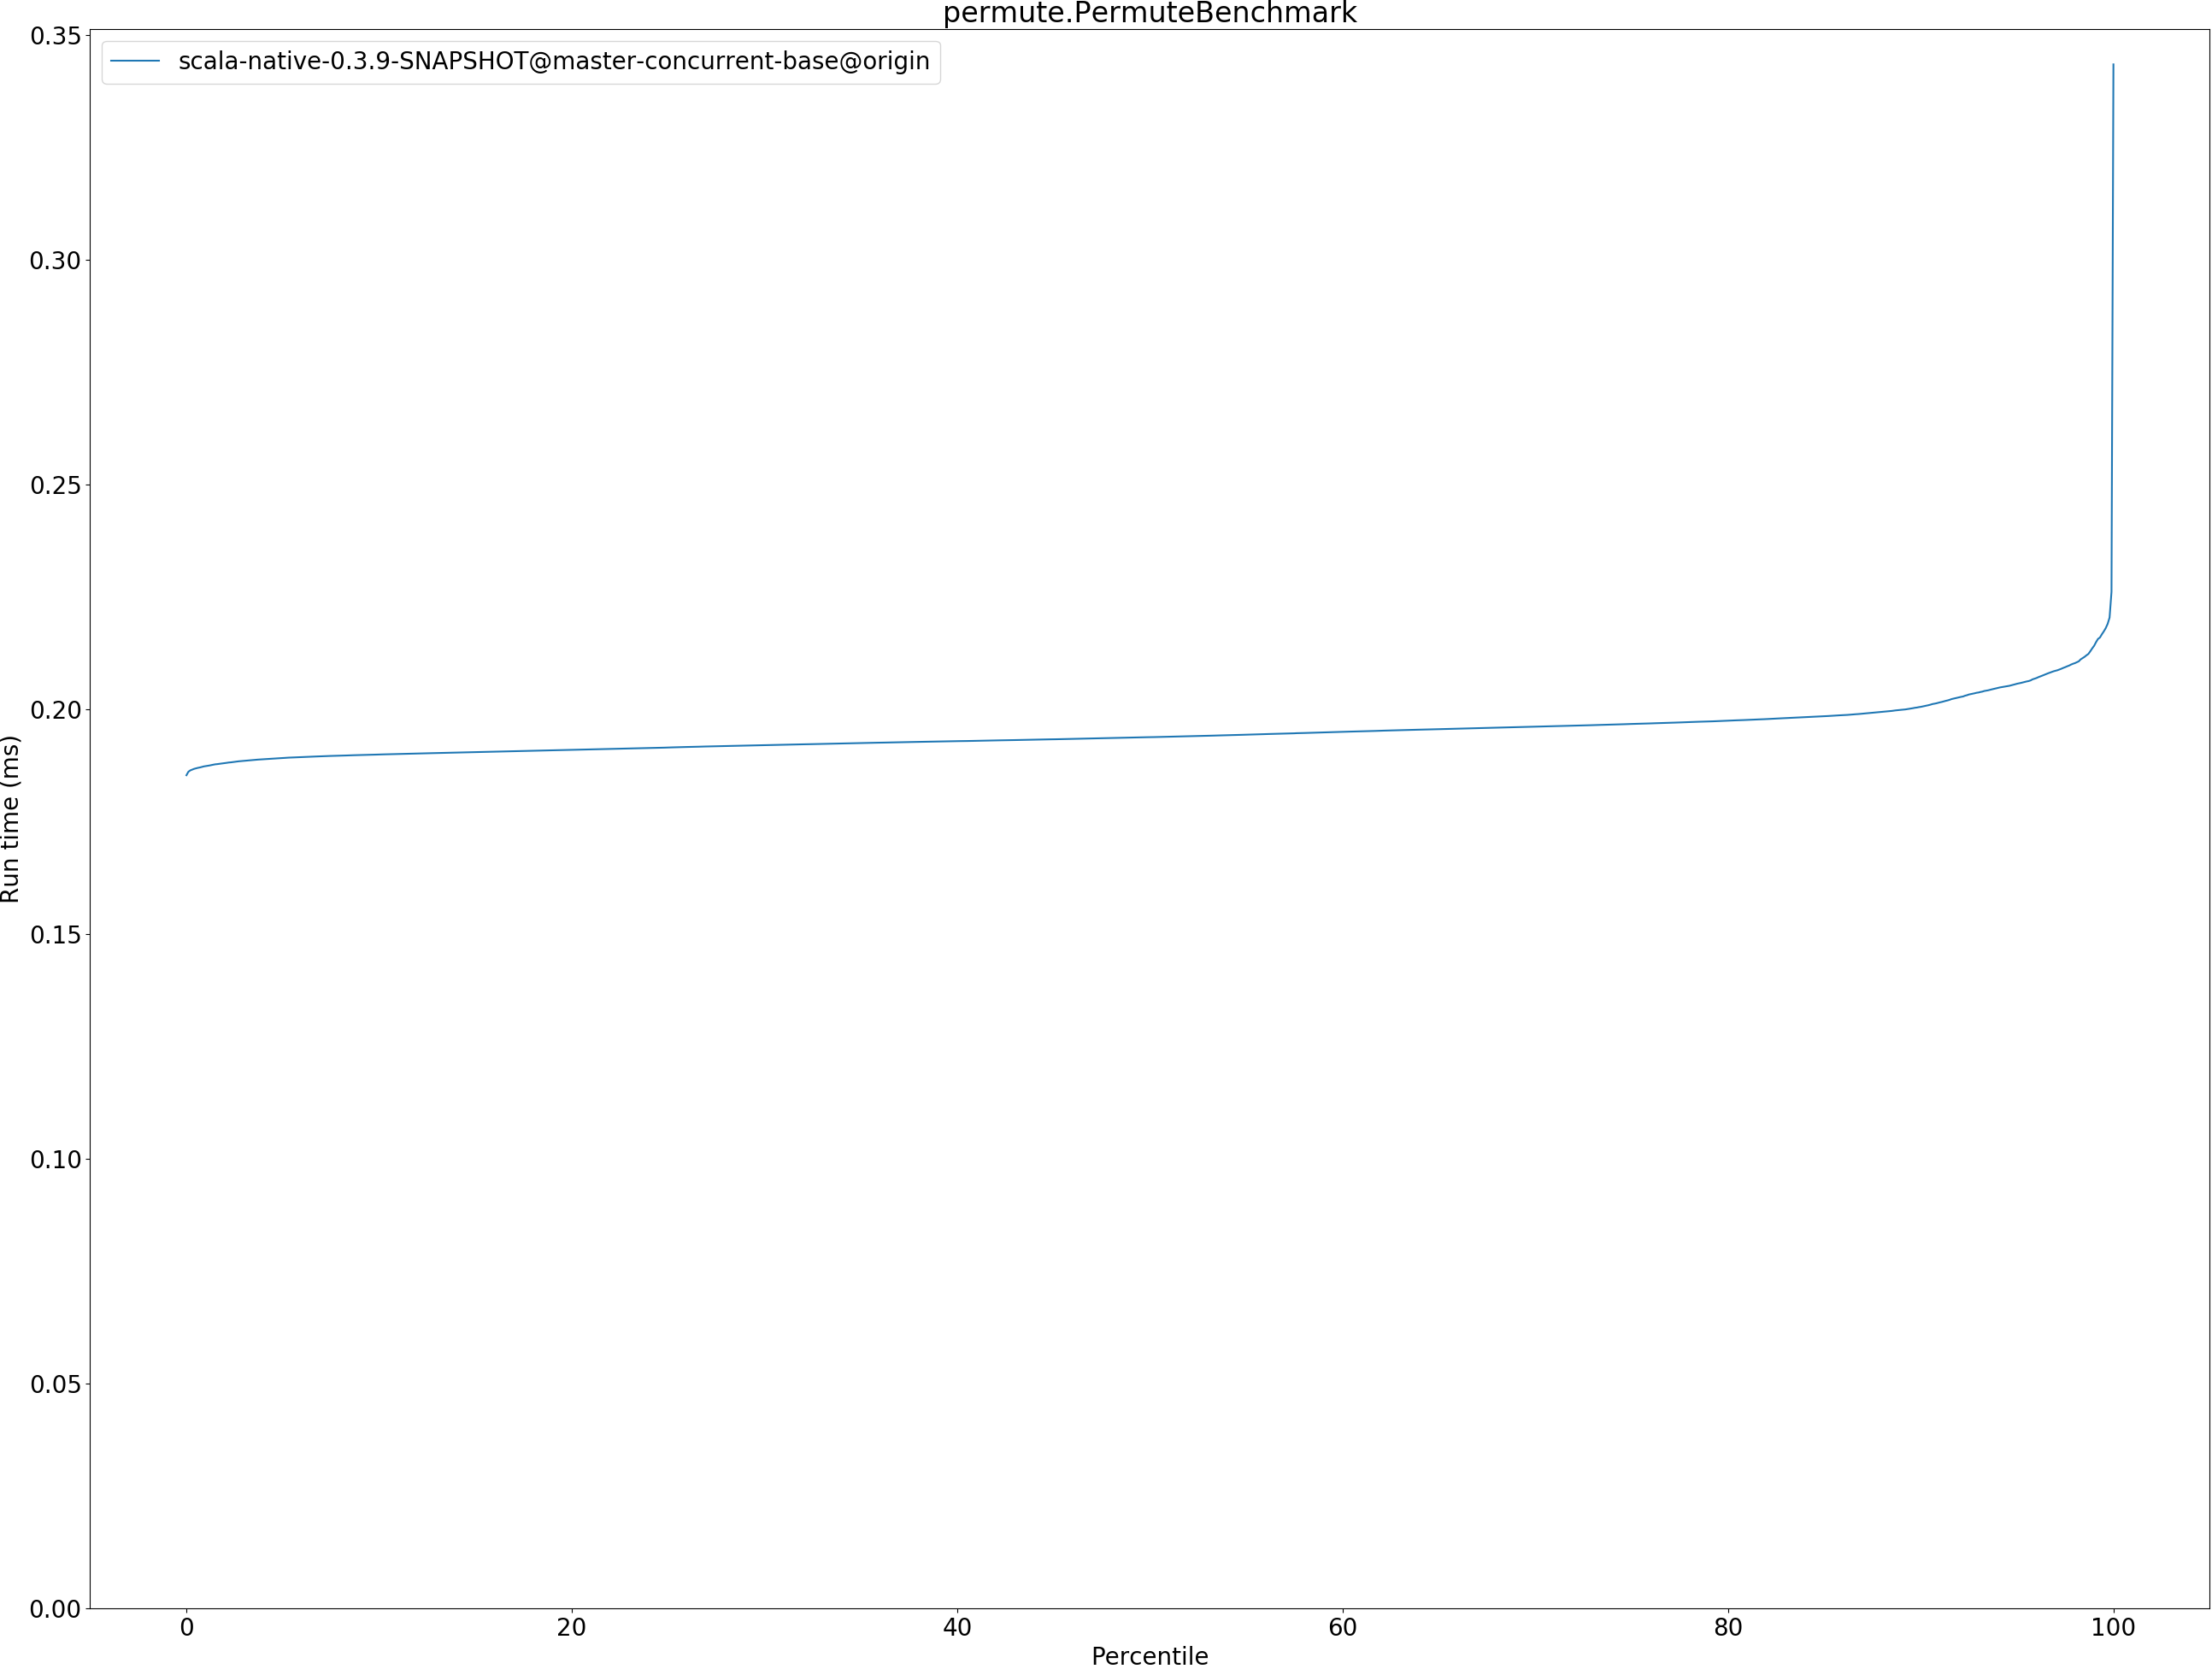 permute.PermuteBenchmark
scala-native-0.3.9-SNAPSHOT@master-concurrent-base@origin
0.35
0.30
0.25
0.20
0.15
0.10
0.05
0.00
Run time (ms)
0 20 40 60 80 100
Percentile